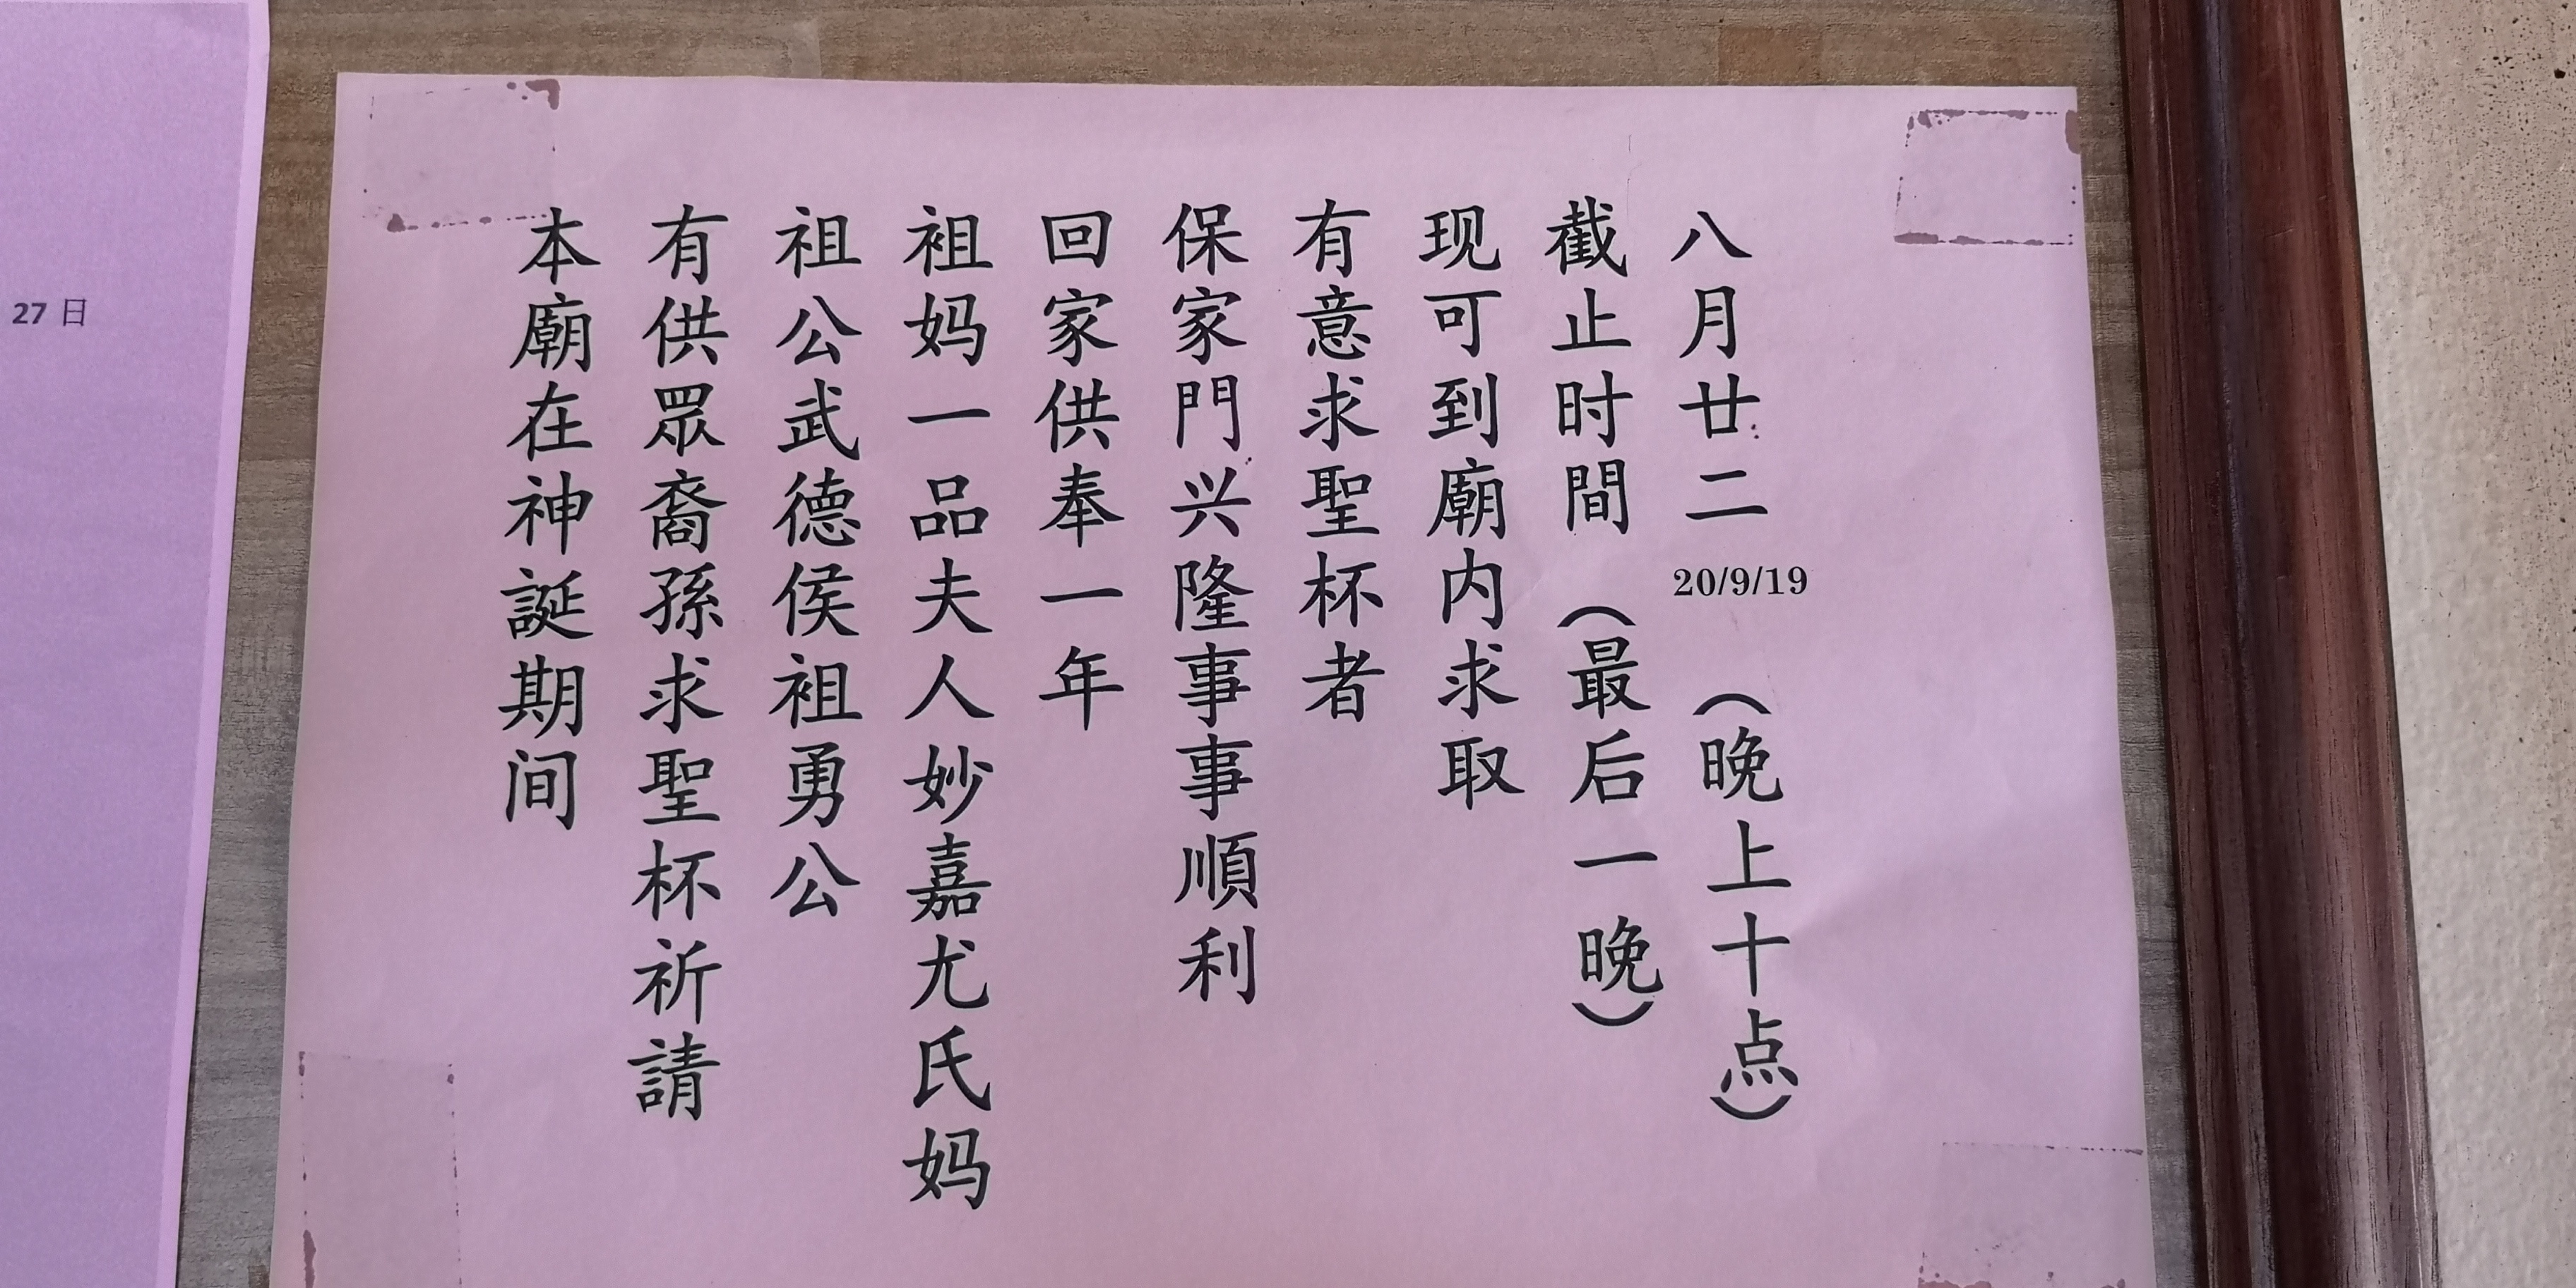 27 日
本廟在神誕期间
有供眾裔孫求聖杯祈請
祖公武德侯袓勇公
袓妈一品夫人妙嘉尤氏妈
回家供奉一年
保家門兴隆事事順利
有意求聖杯者
现可到廟内求取
截止时間(最后一晚)
八月廿二 20/9/19 (晚上十点)